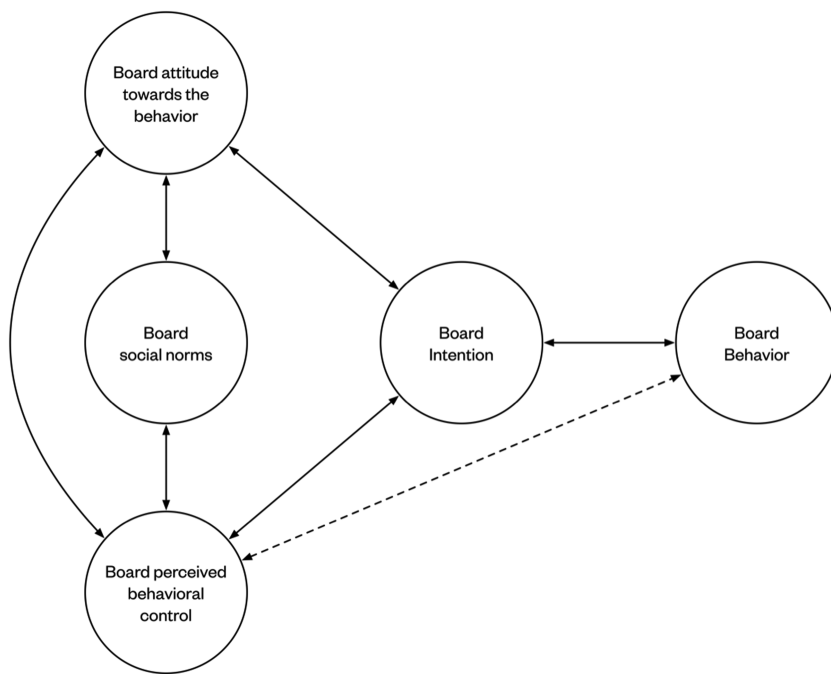 Board attitude
towards the
behavior
Board
social norms
Board
Intention
Board
Behavior
Board perceived
behavioral
control